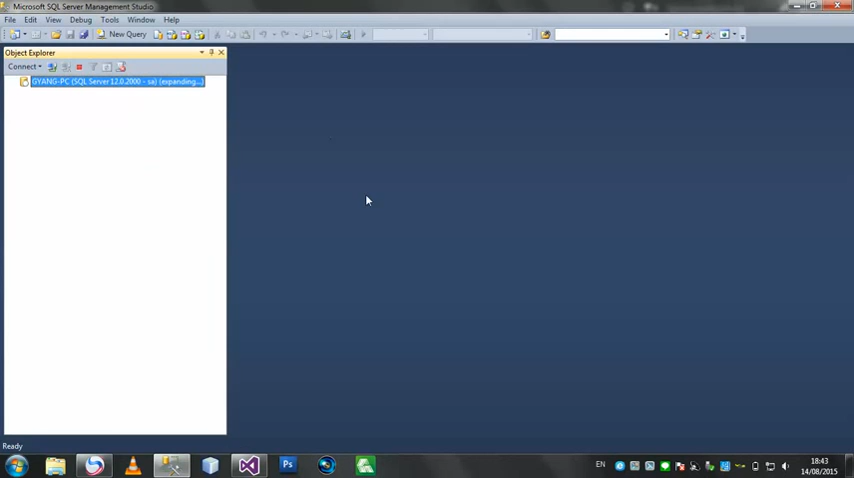 Microsoft SQL Server Management Studio
File Edit View Debug Tools Window Help
New Query
Object Explorer
Connect
GYANG-PC (SQL Server 12.0.2000 - sa) (expanding...)
Ready
Ps
EN
18:43
14/08/2015